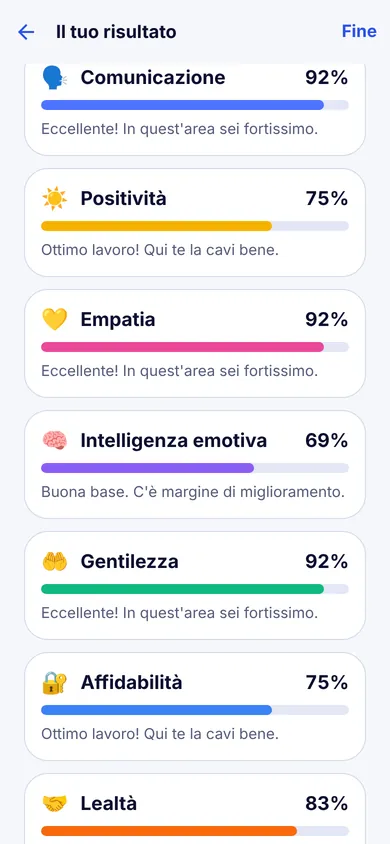 Il tuo risultato
Fine
Comunicazione 92%
Eccellente! In quest'area sei fortissimo.
Positività 75%
Ottimo lavoro! Qui te la cavi bene.
Empatia 92%
Eccellente! In quest'area sei fortissimo.
Intelligenza emotiva 69%
Buona base. C'è margine di miglioramento.
Gentilezza 92%
Eccellente! In quest'area sei fortissimo.
Affidabilità 75%
Ottimo lavoro! Qui te la cavi bene.
Lealtà 83%